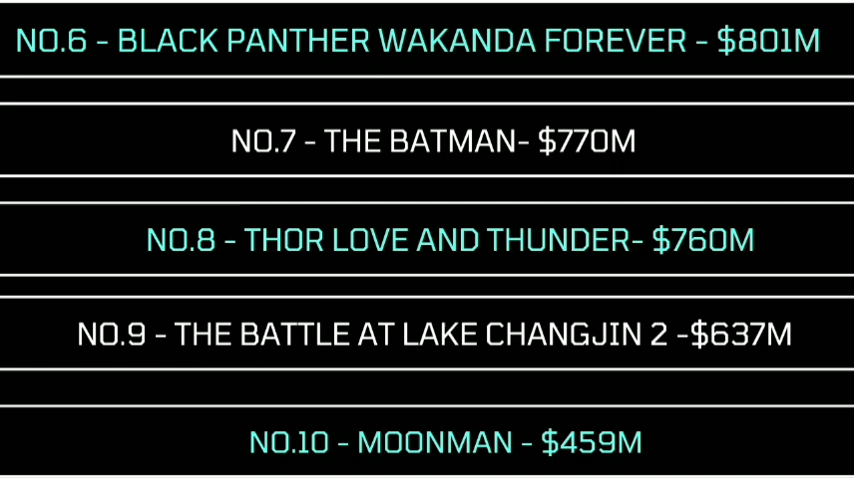 NO.6 - BLACK PANTHER WAKANDA FOREVER - $801M
NO.7 - THE BATMAN- $770M
NO.8 - THOR LOVE AND THUNDER- $760M
NO.9 - THE BATTLE AT LAKE CHANGJIN 2 -$637M
NO.10 - MOONMAN - $459M